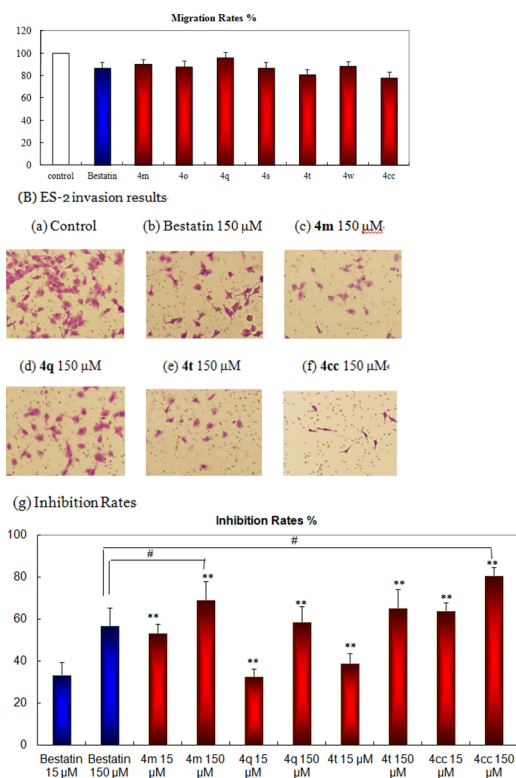 Migration Rates %
120
100
80
60
40
20
0
control Bestatin 4m 4o 4q 4s 4t 4w 4cc
(B) ES-2 invasion results
(a) Control (b) Bestatin 150 μM (c) 4m 150 μM
(d) 4q 150 μM (e) 4t 150 μM (f) 4cc 150 μM
(g) Inhibition Rates
Inhibition Rates %
100
80
60
40
20
0
#
#
** ** ** ** ** ** ** **
Bestatin 15 μM Bestatin 150 μM 4m 15 μM 4m 150 μM 4q 15 μM 4q 150 μM 4t 15 μM 4t 150 μM 4cc 15 μM 4cc 150 μM